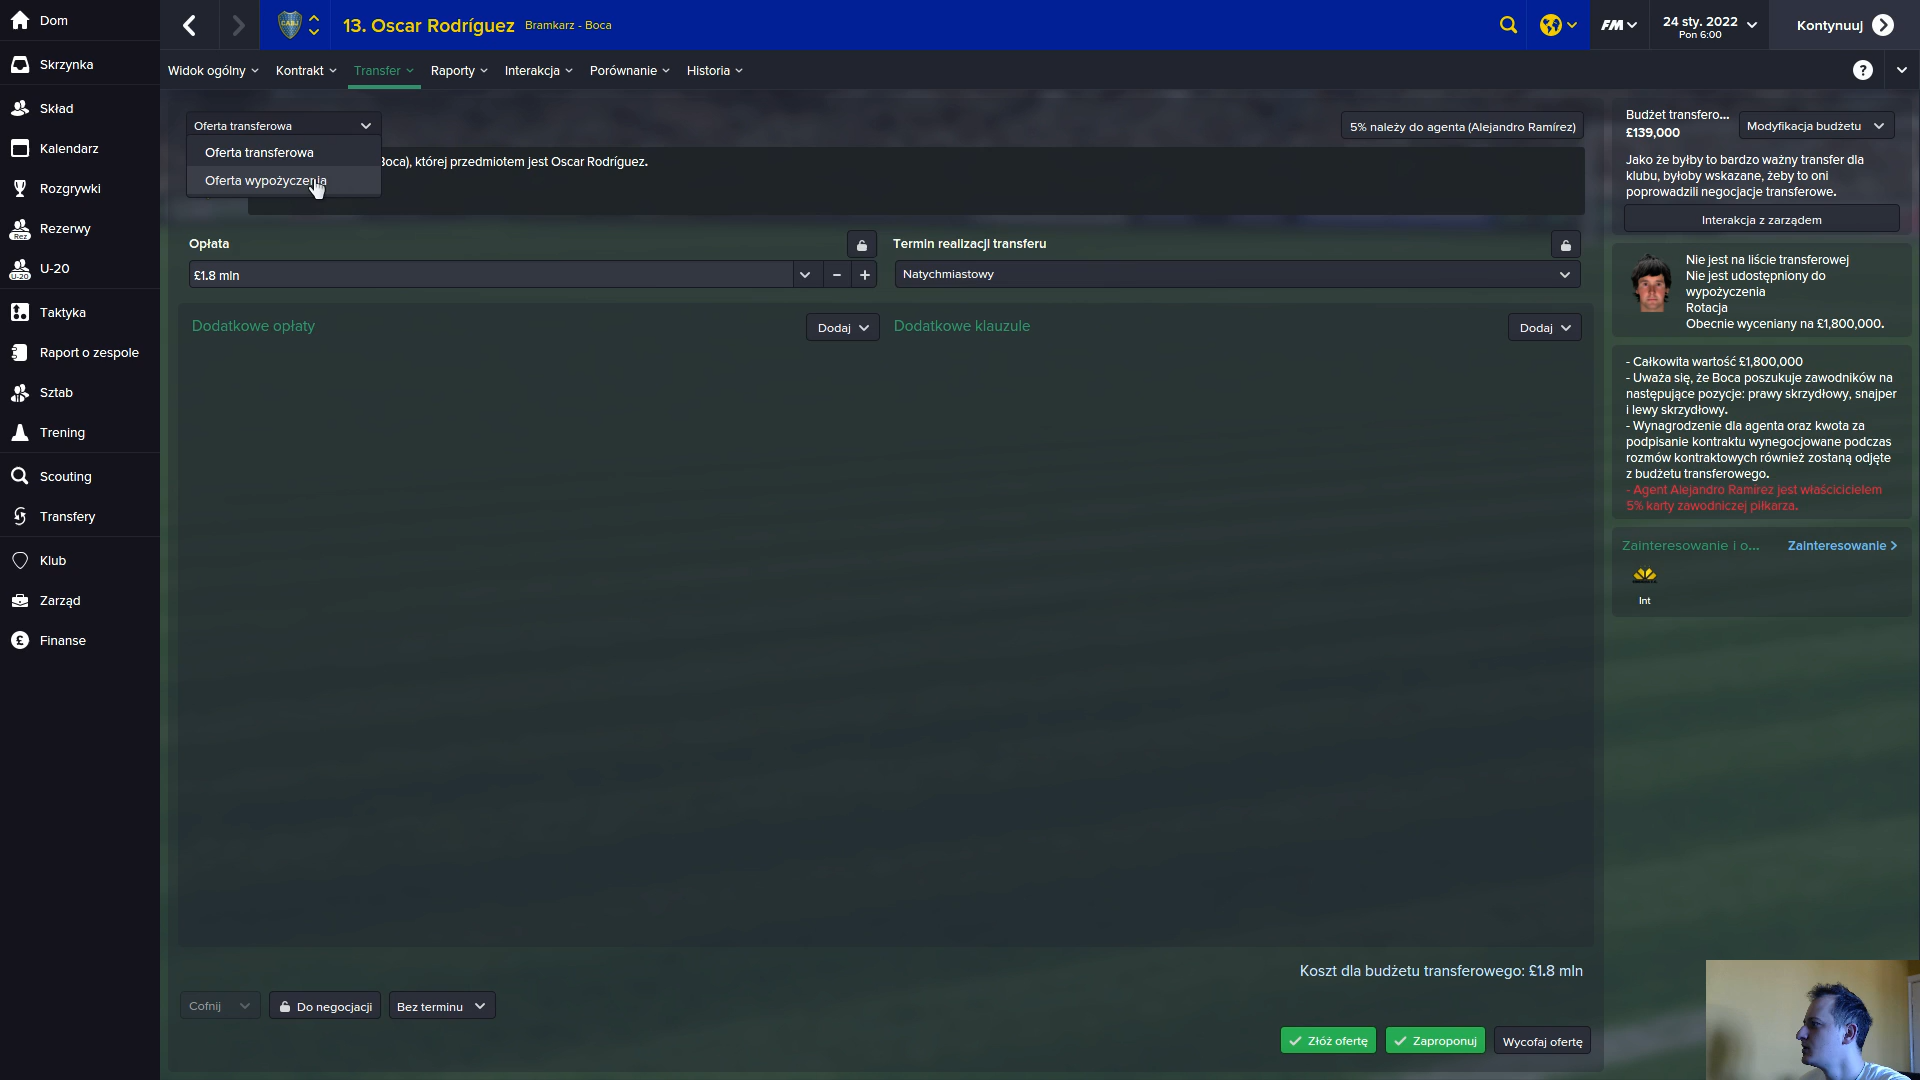 Dom
Skrzynka
Skład
Kalendarz
Rozgrywki
Rez
Rezerwy
U-20
U-20
Taktyka
Raport o zespole
Sztab
Trening
Scouting
Transfery
Klub
Zarząd
£
Finanse
CABJ
13. Oscar Rodríguez
Bramkarz - Boca
FM
24 sty. 2022
Pon 6:00
Kontynuuj
Widok ogólny
Kontrakt
Transfer
Raporty
Interakcja
Porównanie
Historia
?
Oferta transferowa
Oferta transferowa
Oferta wypożyczenia
5% należy do agenta (Alejandro Ramírez)
Boca), której przedmiotem jest Oscar Rodríguez.
Opłata
£1.8 mln
Termin realizacji transferu
Natychmiastowy
Dodatkowe opłaty
Dodaj
Dodatkowe klauzule
Dodaj
Budżet transfero...
£139,000
Modyfikacja budżetu
Jako że byłby to bardzo ważny transfer dla
klubu, byłoby wskazane, żeby to oni
poprowadzili negocjacje transferowe.
Interakcja z zarządem
Nie jest na liście transferowej
Nie jest udostępniony do
wypożyczenia
Rotacja
Obecnie wyceniany na £1,800,000.
- Całkowita wartość £1,800,000
- Uważa się, że Boca poszukuje zawodników na
następujące pozycje: prawy skrzydłowy, snajper
i lewy skrzydłowy.
- Wynagrodzenie dla agenta oraz kwota za
podpisanie kontraktu wynegocjowane podczas
rozmów kontraktowych również zostaną odjęte
z budżetu transferowego.
- Agent Alejandro Ramírez jest właścicicielem
5% karty zawodniczej piłkarza.
Zainteresowanie i o...
Zainteresowanie
Int
Koszt dla budżetu transferowego: £1.8 mln
Cofnij
Do negocjacji
Bez terminu
Złóż ofertę
Zaproponuj
Wycofaj ofertę